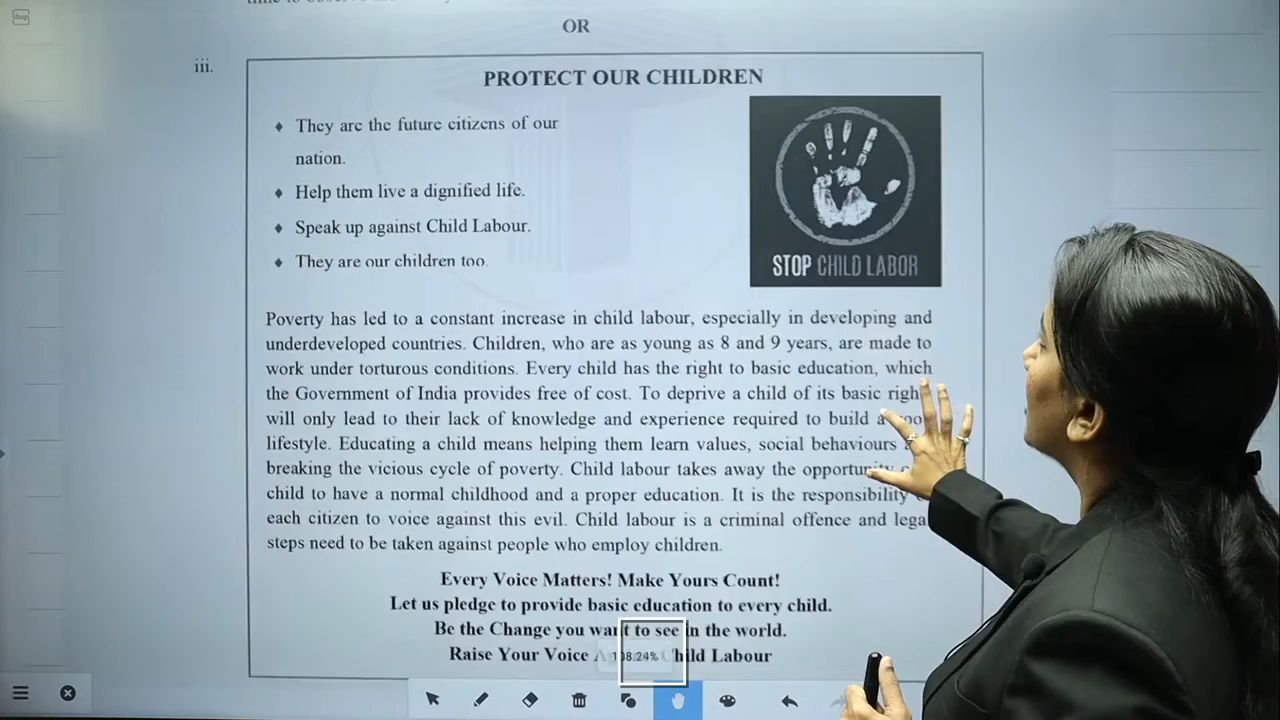 OR
iii.
PROTECT OUR CHILDREN
♦ They are the future citizens of our
nation.
♦ Help them live a dignified life.
♦ Speak up against Child Labour.
♦ They are our children too.
STOP CHILD LABOR
Poverty has led to a constant increase in child labour, especially in developing and
underdeveloped countries. Children, who are as young as 8 and 9 years, are made to
work under torturous conditions. Every child has the right to basic education, which
the Government of India provides free of cost. To deprive a child of its basic
will only lead to their lack of knowledge and experience required to build a
lifestyle. Educating a child means helping them learn values, social behaviours
breaking the vicious cycle of poverty. Child labour takes away the
child to have a normal childhood and a proper education. It is the responsibility
each citizen to voice against this evil. Child labour is a criminal offence and
steps need to be taken against people who employ children.
Every Voice Matters! Make Yours Count!
Let us pledge to provide basic education to every child.
Be the Change you want to see in the world.
Raise Your Voice Child Labour
108.24%